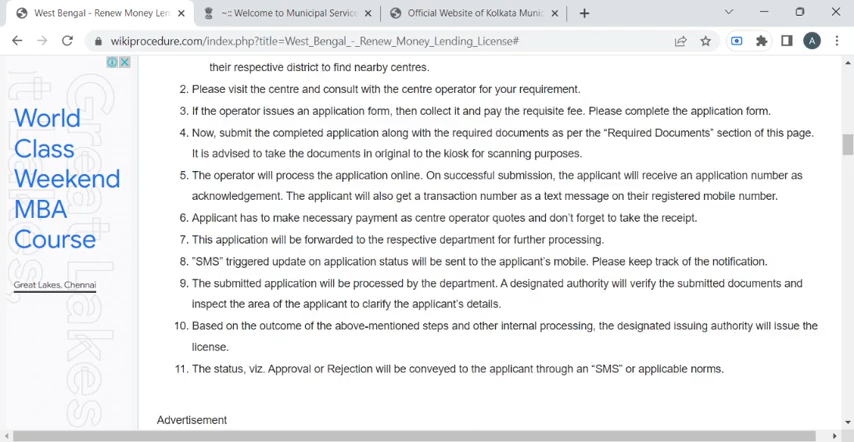 West Bengal - Renew Money Len
~:: Welcome to Municipal Service
Official Website of Kolkata Munic
wikiprocedure.com/index.php?title=West_Bengal_-_Renew_Money_Lending_License#
A
World
Class
Weekend
MBA
Course
Great Lakes, Chennai
their respective district to find nearby centres.
2. Please visit the centre and consult with the centre operator for your requirement.
3. If the operator issues an application form, then collect it and pay the requisite fee. Please complete the application form.
4. Now, submit the completed application along with the required documents as per the “Required Documents” section of this page.
It is advised to take the documents in original to the kiosk for scanning purposes.
5. The operator will process the application online. On successful submission, the applicant will receive an application number as
acknowledgement. The applicant will also get a transaction number as a text message on their registered mobile number.
6. Applicant has to make necessary payment as centre operator quotes and don’t forget to take the receipt.
7. This application will be forwarded to the respective department for further processing.
8. ”SMS” triggered update on application status will be sent to the applicant’s mobile. Please keep track of the notification.
9. The submitted application will be processed by the department. A designated authority will verify the submitted documents and
inspect the area of the applicant to clarify the applicant’s details.
10. Based on the outcome of the above-mentioned steps and other internal processing, the designated issuing authority will issue the
license.
11. The status, viz. Approval or Rejection will be conveyed to the applicant through an “SMS” or applicable norms.
Advertisement